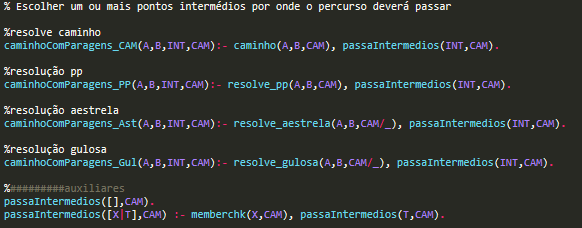 % Escolher um ou mais pontos intermédios por onde o percurso deverá passar
%resolve caminho
caminhoComParagens_CAM(A,B,INT,CAM):- caminho(A,B,CAM), passaIntermedios(INT,CAM).
%resolução pp
caminhoComParagens_PP(A,B,INT,CAM):- resolve_pp(A,B,CAM), passaIntermedios(INT,CAM).
%resolução aestrela
caminhoComParagens_Ast(A,B,INT,CAM):- resolve_aestrela(A,B,CAM/_), passaIntermedios(INT,CAM).
%resolução gulosa
caminhoComParagens_Gul(A,B,INT,CAM):- resolve_gulosa(A,B,CAM/_), passaIntermedios(INT,CAM).
%#########auxiliares
passaIntermedios([],CAM).
passaIntermedios([X|T],CAM) :- memberchk(X,CAM), passaIntermedios(T,CAM).